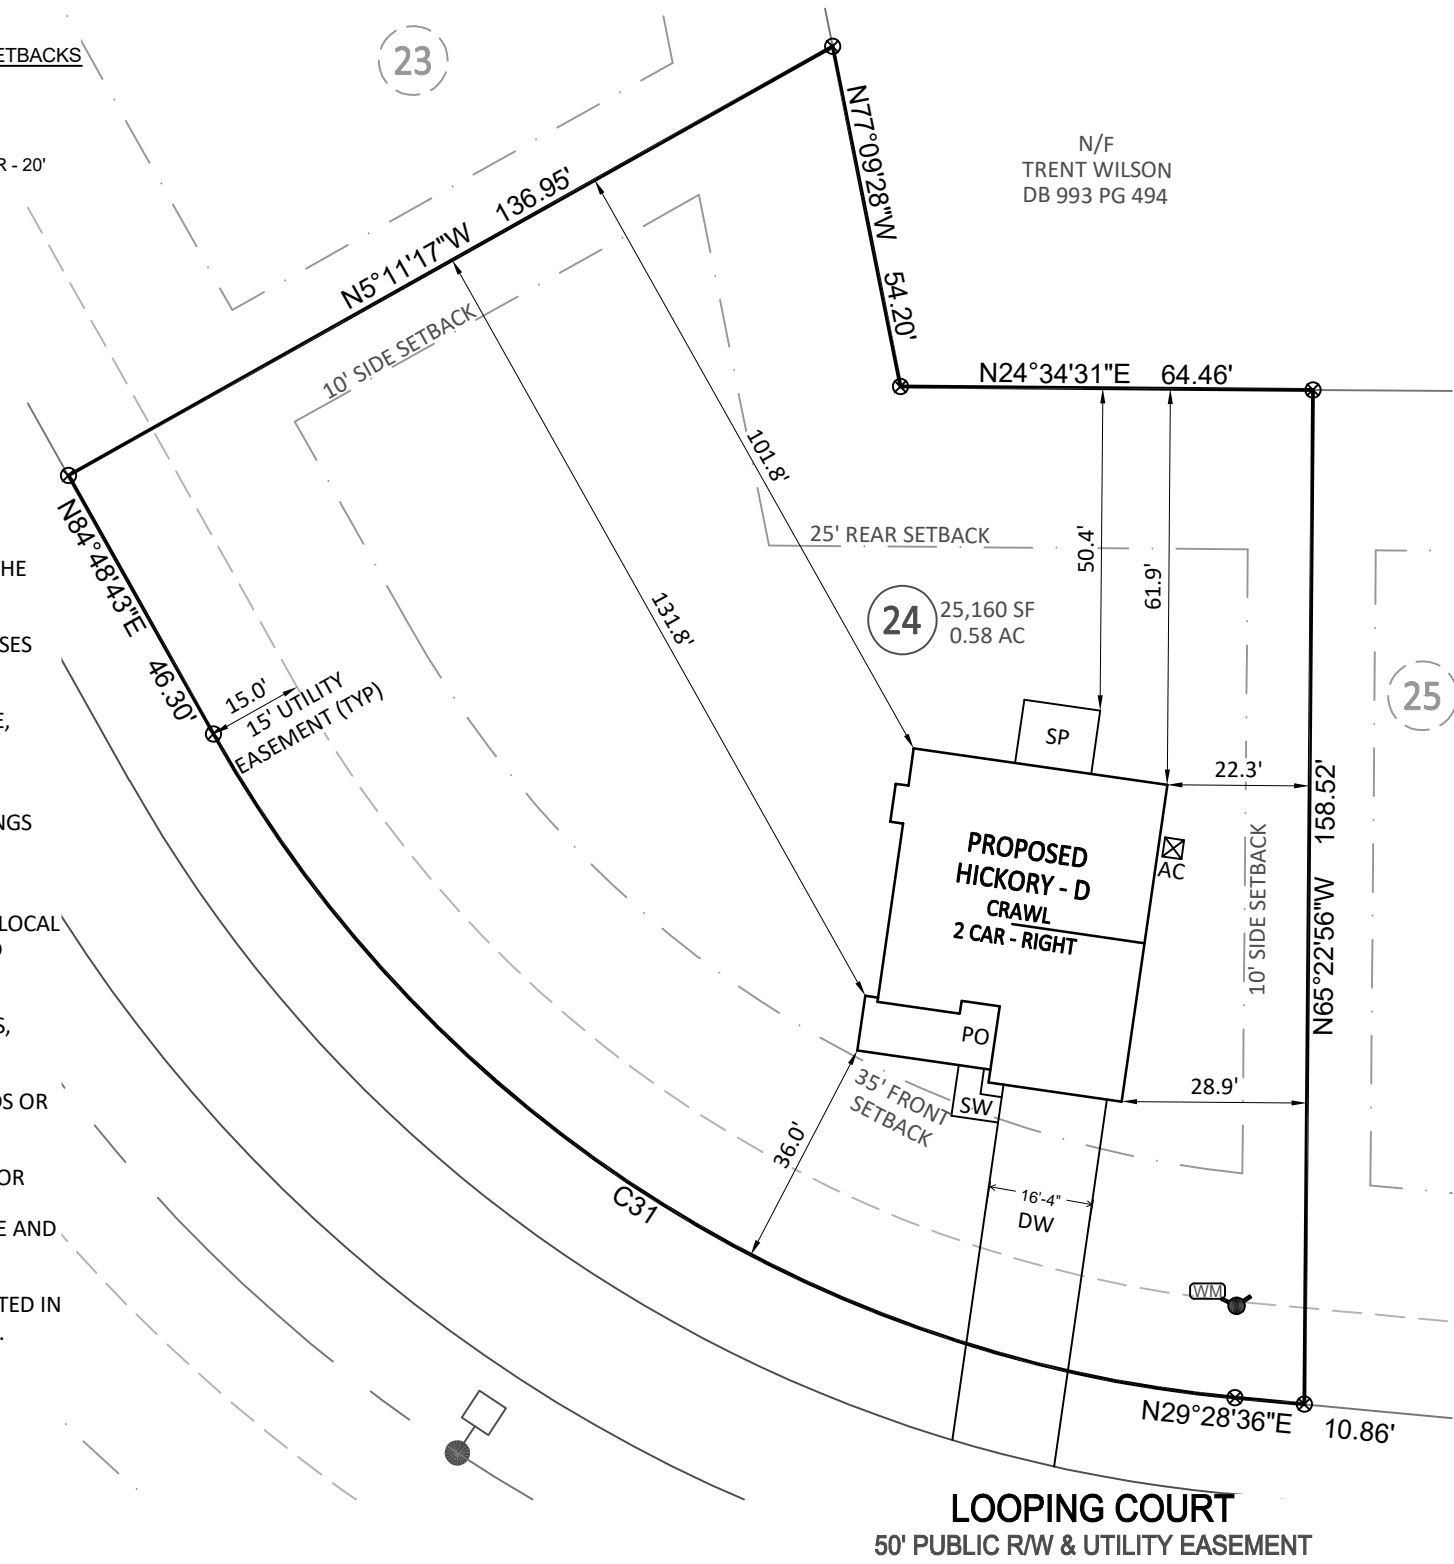 ETBACKS
R - 20'
THE
SES
E,
NGS
LOCAL
S,
DS OR
OR
E AND
TED IN
.
23
N77°09'28"W 54.20'
N/F
TRENT WILSON
DB 993 PG 494
N5°11'17"W 136.95'
10' SIDE SETBACK
N24°34'31"E 64.46'
101.8'
131.8'
25' REAR SETBACK
50.4'
61.9'
24
25,160 SF
0.58 AC
N84°48'43"E 46.30'
15.0'
15' UTILITY
EASEMENT (TYP)
25
SP
22.3'
N65°22'56"W 158.52'
10' SIDE SETBACK
PROPOSED
HICKORY - D
CRAWL
2 CAR - RIGHT
AC
PO
SW
28.9'
35' FRONT
SETBACK
36.0'
C31
16'-4"
DW
WM
N29°28'36"E 10.86'
LOOPING COURT
50' PUBLIC R/W & UTILITY EASEMENT